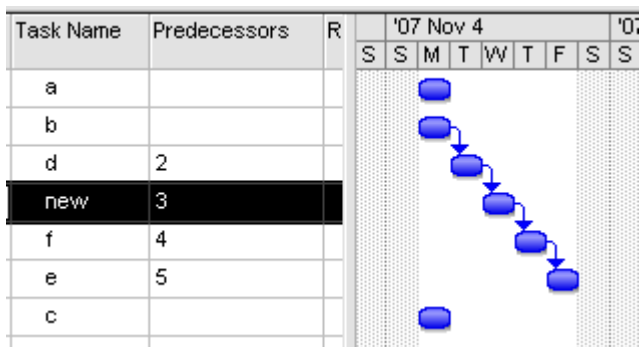 Task Name Predecessors R '07 Nov 4 '07
S S M T W T F S S
a
b
d 2
new 3
f 4
e 5
c